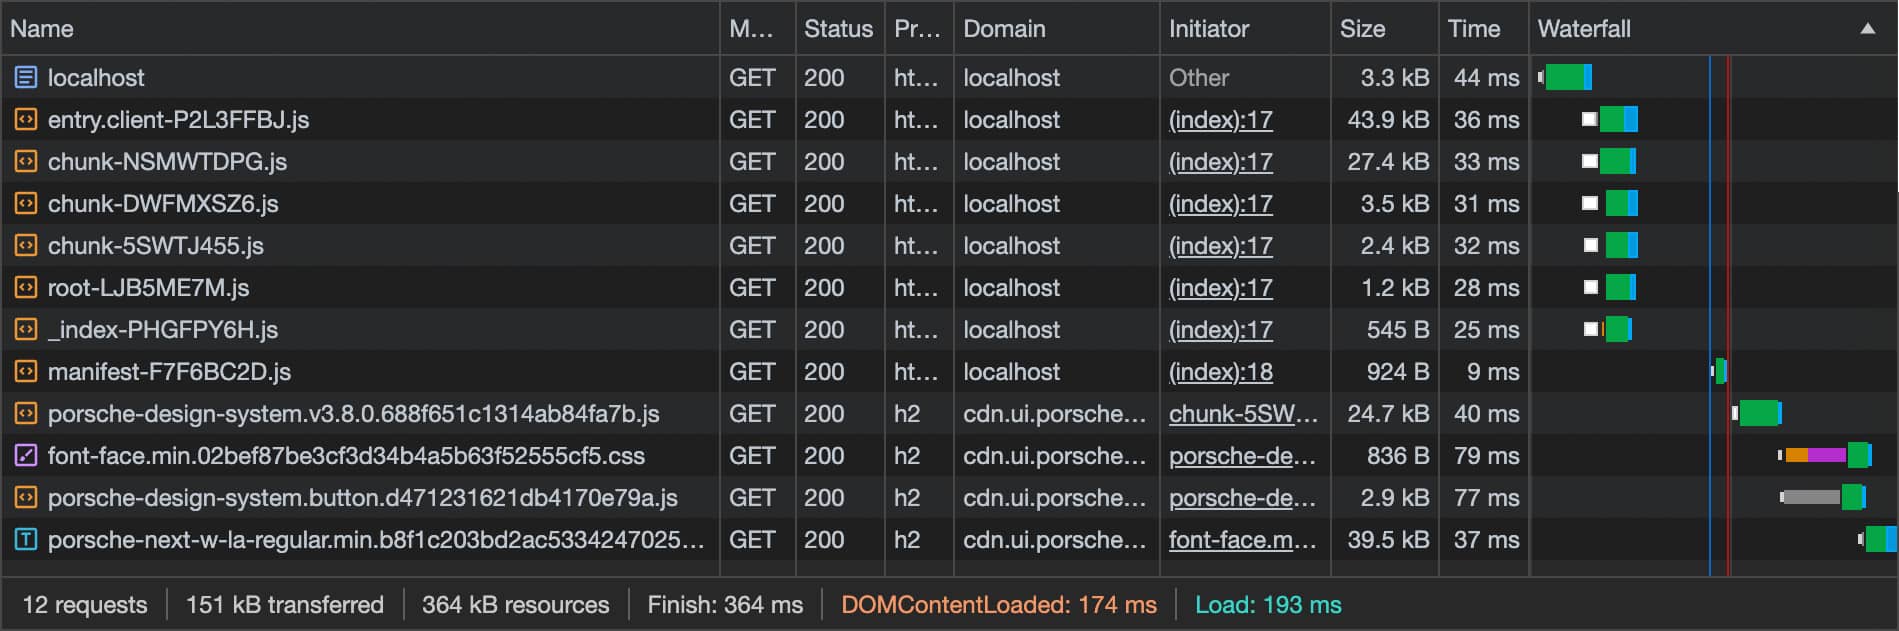 Name M... Status Pr... Domain Initiator Size Time Waterfall
localhost GET 200 ht... localhost Other 3.3 kB 44 ms
entry.client-P2L3FFBJ.js GET 200 ht... localhost (index):17 43.9 kB 36 ms
chunk-NSMWTDPG.js GET 200 ht... localhost (index):17 27.4 kB 33 ms
chunk-DWFMXSZ6.js GET 200 ht... localhost (index):17 3.5 kB 31 ms
chunk-5SWTJ455.js GET 200 ht... localhost (index):17 2.4 kB 32 ms
root-LJB5ME7M.js GET 200 ht... localhost (index):17 1.2 kB 28 ms
_index-PHGFPY6H.js GET 200 ht... localhost (index):17 545 B 25 ms
manifest-F7F6BC2D.js GET 200 ht... localhost (index):18 924 B 9 ms
porsche-design-system.v3.8.0.688f651c1314ab84fa7b.js GET 200 h2 cdn.ui.porsche... chunk-5SW... 24.7 kB 40 ms
font-face.min.02bef87be3cf3d34b4a5b63f52555cf5.css GET 200 h2 cdn.ui.porsche... porsche-de... 836 B 79 ms
porsche-design-system.button.d471231621db4170e79a.js GET 200 h2 cdn.ui.porsche... porsche-de... 2.9 kB 77 ms
porsche-next-w-la-regular.min.b8f1c203bd2ac5334247025... GET 200 h2 cdn.ui.porsche... font-face.m... 39.5 kB 37 ms
12 requests 151 kB transferred 364 kB resources Finish: 364 ms DOMContentLoaded: 174 ms Load: 193 ms